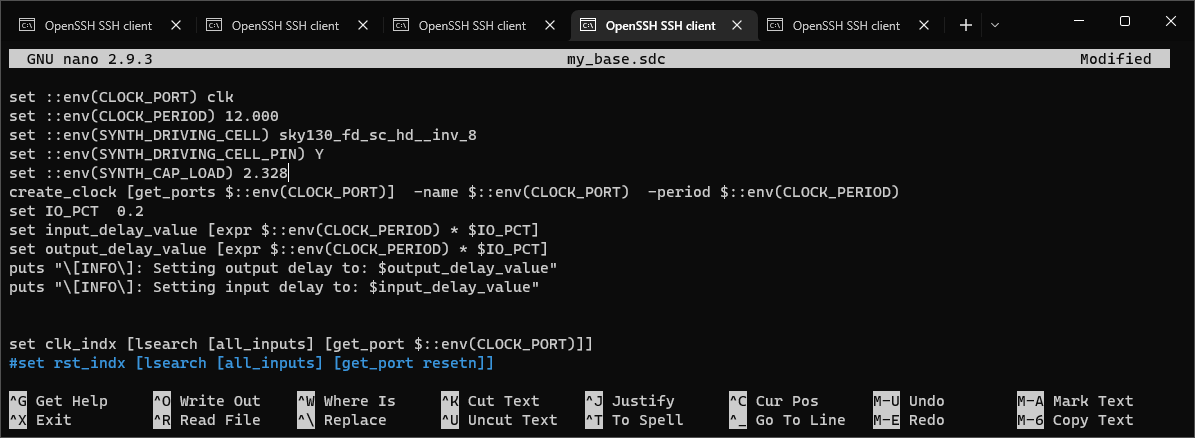 OpenSSH SSH client OpenSSH SSH client OpenSSH SSH client OpenSSH SSH client OpenSSH SSH client
GNU nano 2.9.3 my_base.sdc Modified
set ::env(CLOCK_PORT) clk
set ::env(CLOCK_PERIOD) 12.000
set ::env(SYNTH_DRIVING_CELL) sky130_fd_sc_hd__inv_8
set ::env(SYNTH_DRIVING_CELL_PIN) Y
set ::env(SYNTH_CAP_LOAD) 2.328
create_clock [get_ports $::env(CLOCK_PORT)]  -name $::env(CLOCK_PORT)  -period $::env(CLOCK_PERIOD)
set IO_PCT  0.2
set input_delay_value [expr $::env(CLOCK_PERIOD) * $IO_PCT]
set output_delay_value [expr $::env(CLOCK_PERIOD) * $IO_PCT]
puts "\[INFO\]: Setting output delay to: $output_delay_value"
puts "\[INFO\]: Setting input delay to: $input_delay_value"
set clk_indx [lsearch [all_inputs] [get_port $::env(CLOCK_PORT)]]
#set rst_indx [lsearch [all_inputs] [get_port resetn]]
^G Get Help ^O Write Out ^W Where Is ^K Cut Text ^J Justify ^C Cur Pos M-U Undo M-A Mark Text
^X Exit ^R Read File ^\ Replace ^U Uncut Text ^T To Spell ^_ Go To Line M-E Redo M-6 Copy Text